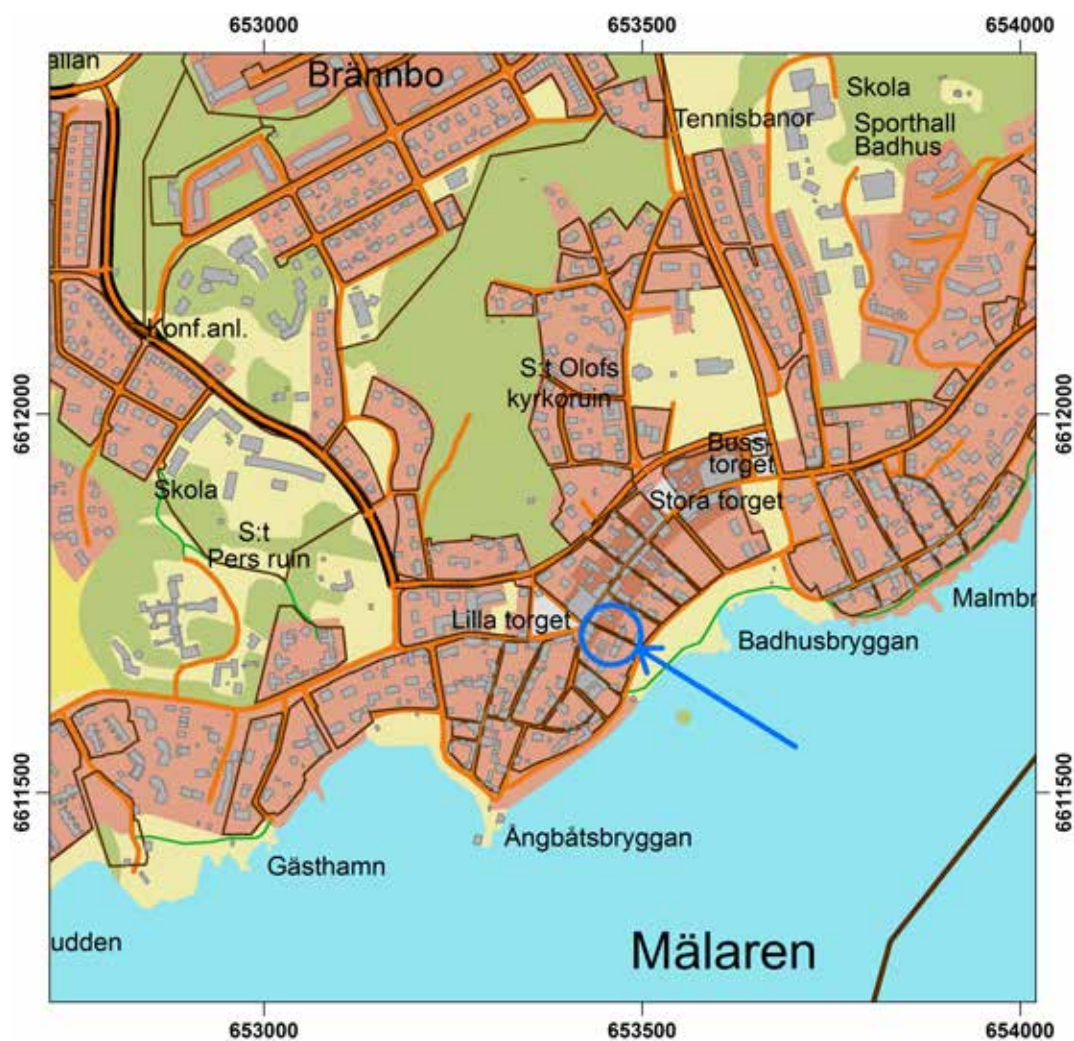 653000
653500
654000
allan
Brännbo
Skola
Tennisbanor
Sporthall
Badhus
Konf.anl.
S:t Olofs
kyrkoruin
6612000
6612000
Buss-
torget
Skola
Stora torget
S:t
Pers ruin
Lilla torget
Malmbr
Badhusbryggan
6611500
6611500
Ångbåtsbryggan
Gästhamn
udden
Mälaren
653000
653500
654000